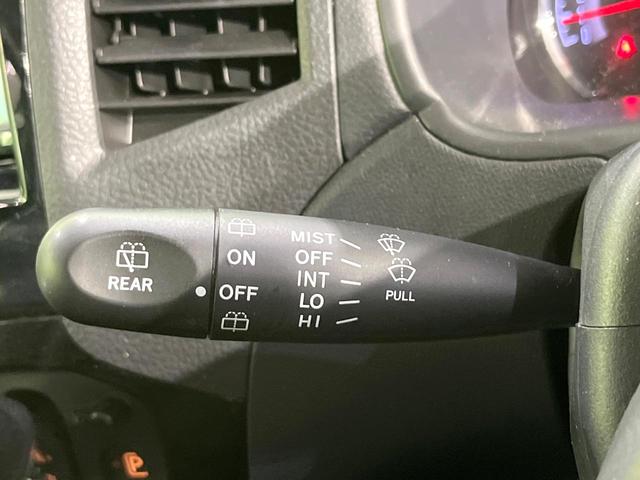 REAR
ON
OFF
MIST
OFF
INT
LO
HI
PULL